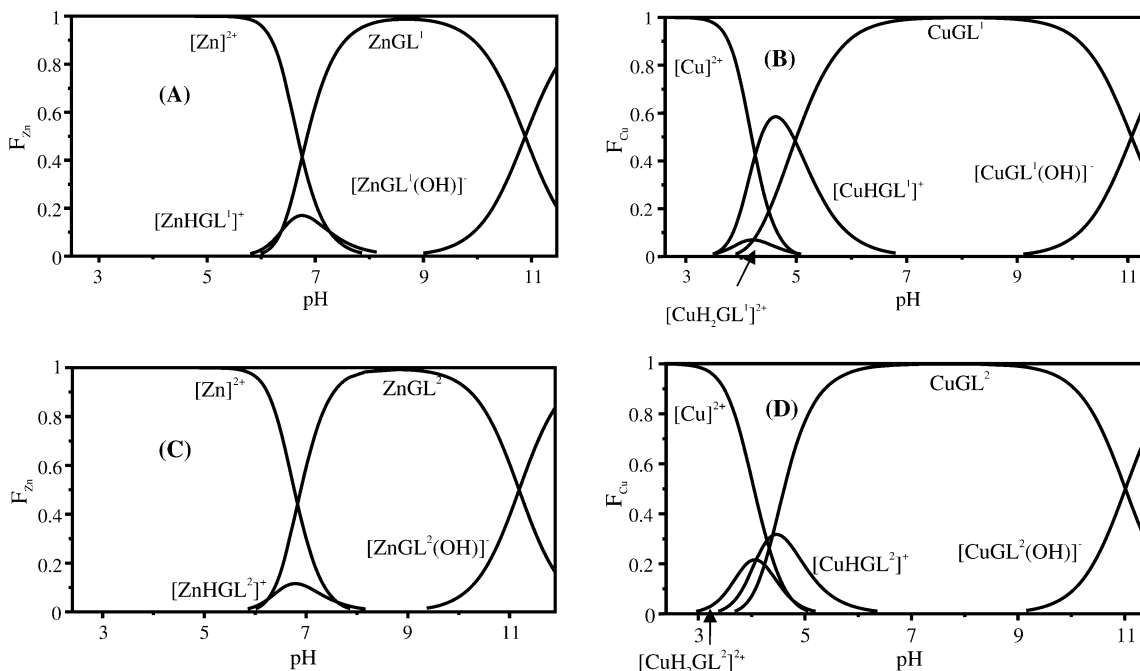 1
[Zn]²⁺
ZnGL¹
0.8
(A)
0.6
F_Zn
0.4
[ZnGL¹(OH)]⁻
0.2
[ZnHGL¹]⁺
0
3 5 7 9 11
pH
1
CuGL¹
[Cu]²⁺
(B)
0.8
0.6
F_Cu
0.4
[CuHGL¹]⁺
[CuGL¹(OH)]⁻
0.2
0
3 5 7 9 11
pH
[CuH₂GL¹]²⁺
1
[Zn]²⁺
ZnGL²
0.8
(C)
0.6
F_Zn
0.4
[ZnGL²(OH)]⁻
0.2
[ZnHGL²]⁺
0
3 5 7 9 11
pH
1
CuGL²
[Cu]²⁺
(D)
0.8
0.6
F_Cu
0.4
[CuHGL²]⁺
[CuGL²(OH)]⁻
0.2
0
3 5 7 9 11
pH
[CuH₂GL²]²⁺